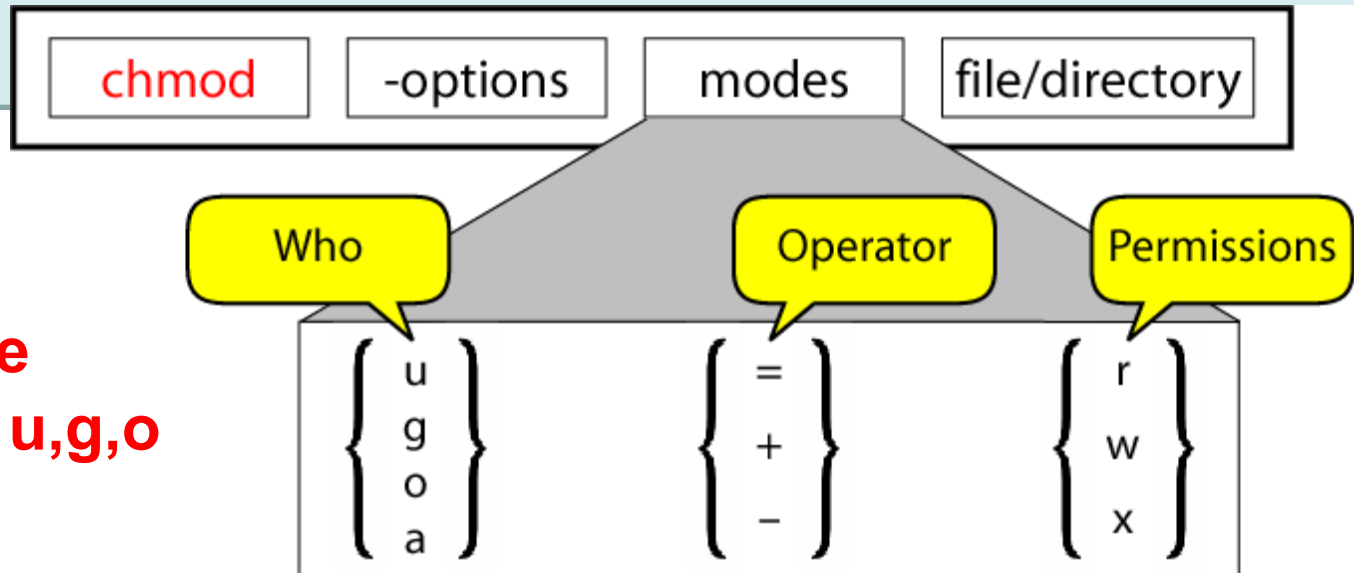 chmod -options modes file/directory
Who Operator Permissions
e
u,g,o
{ u { = { r
g + w
o - x
a } } }